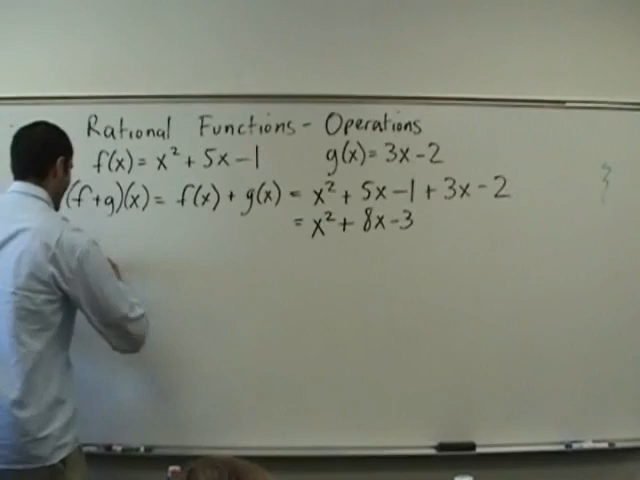 Rational Functions - Operations
f(x) = x² + 5x - 1 g(x) = 3x - 2
(f+g)(x) = f(x) + g(x) = x² + 5x - 1 + 3x - 2
= x² + 8x - 3